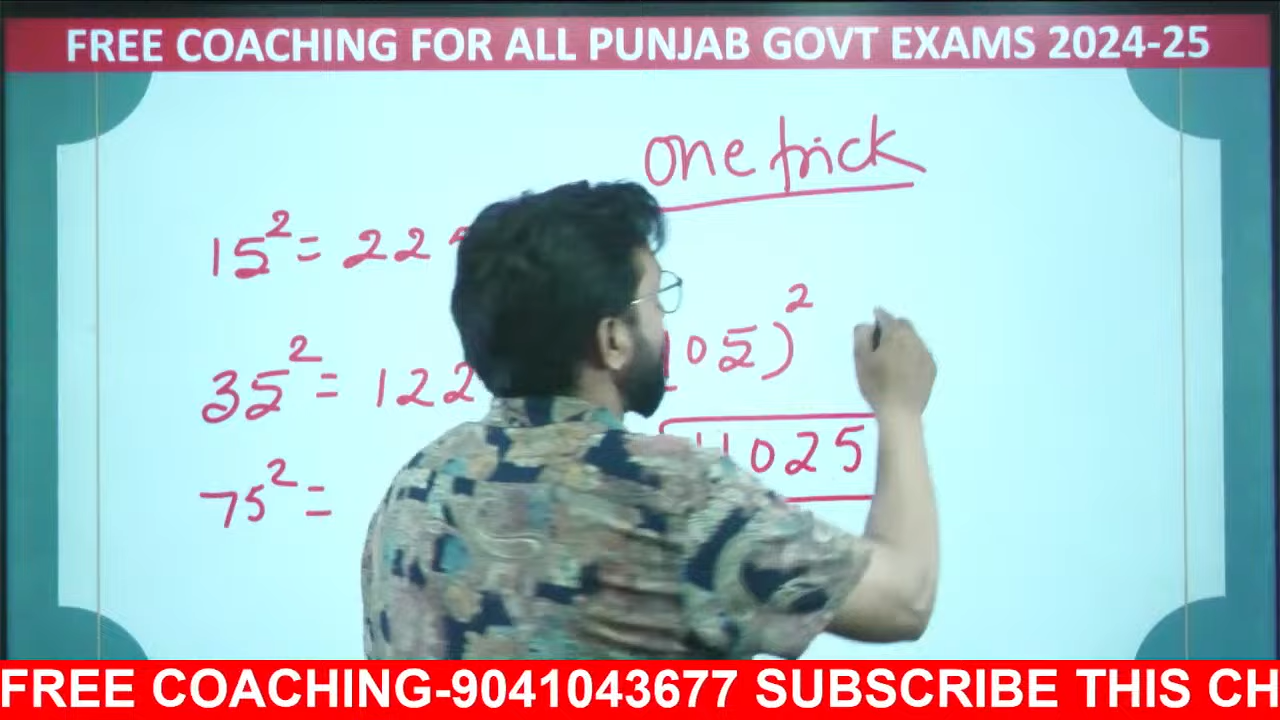 FREE COACHING FOR ALL PUNJAB GOVT EXAMS 2024-25
one trick
15² = 22
05)²
35² = 122
11025
75² =
FREE COACHING-9041043677 SUBSCRIBE THIS CH